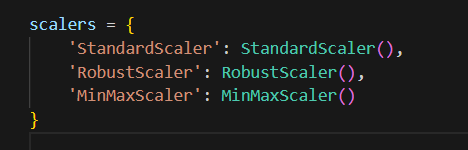 scalers = {
    'StandardScaler': StandardScaler(),
    'RobustScaler': RobustScaler(),
    'MinMaxScaler': MinMaxScaler()
}